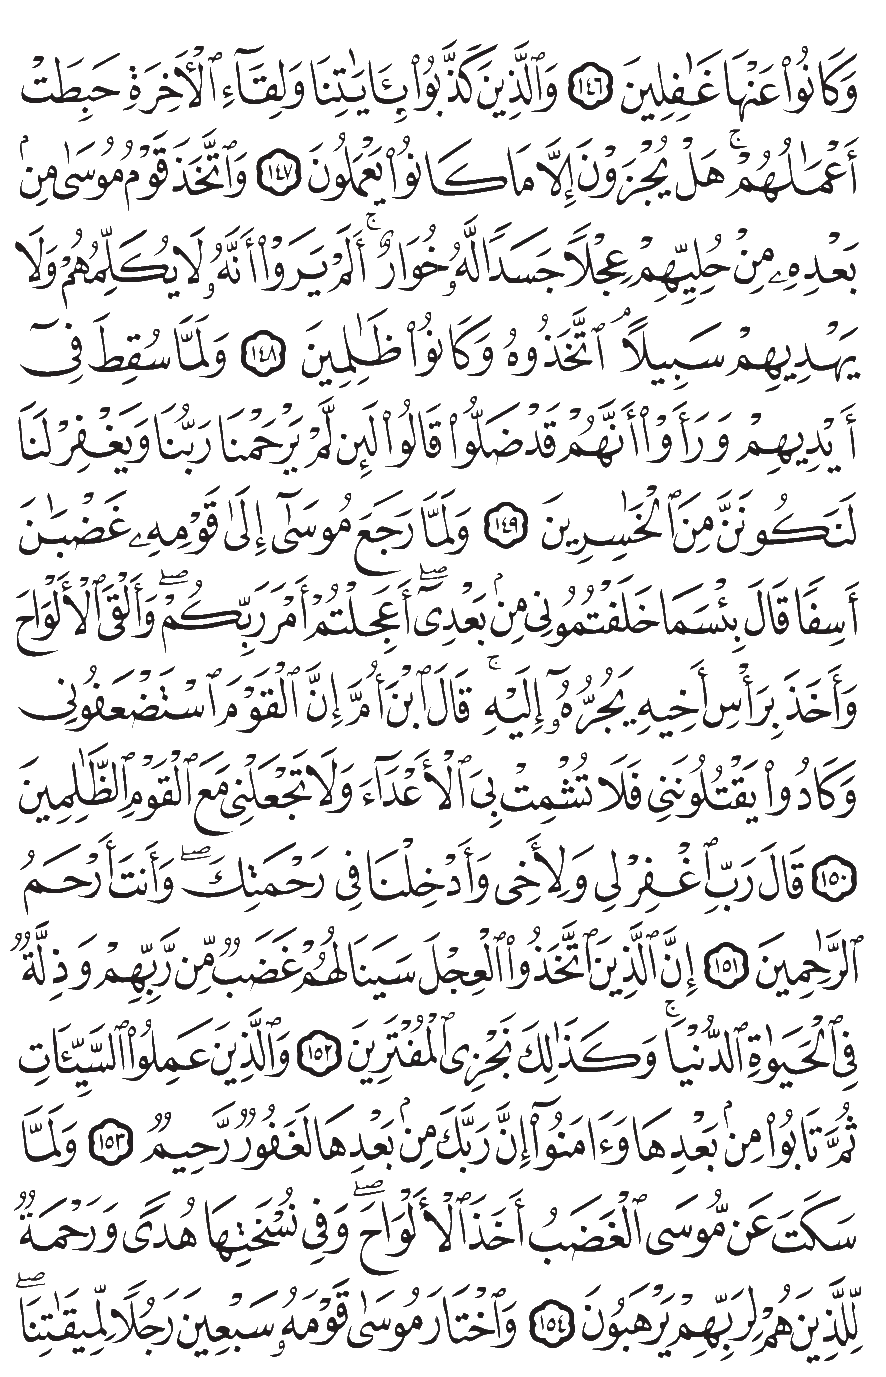 وَكَانُوا۟ عَنْهَا غَـٰفِلِينَ ١٤٦ وَٱلَّذِينَ كَذَّبُوا۟ بِـَٔايَـٰتِنَا وَلِقَآءِ ٱلْـَٔاخِرَةِ حَبِطَتْ
أَعْمَـٰلُهُمْ ۚ هَلْ يُجْزَوْنَ إِلَّا مَا كَانُوا۟ يَعْمَلُونَ ١٤٧ وَٱتَّخَذَ قَوْمُ مُوسَىٰ مِنۢ
بَعْدِهِۦ مِنْ حُلِيِّهِمْ عِجْلًا جَسَدًا لَّهُۥ خُوَارٌ ۚ أَلَمْ يَرَوْا۟ أَنَّهُۥ لَا يُكَلِّمُهُمْ وَلَا
يَهْدِيهِمْ سَبِيلًا ۘ ٱتَّخَذُوهُ وَكَانُوا۟ ظَـٰلِمِينَ ١٤٨ وَلَمَّا سُقِطَ فِىٓ
أَيْدِيهِمْ وَرَأَوْا۟ أَنَّهُمْ قَدْ ضَلُّوا۟ قَالُوا۟ لَئِن لَّمْ يَرْحَمْنَا رَبُّنَا وَيَغْفِرْ لَنَا
لَنَكُونَنَّ مِنَ ٱلْخَـٰسِرِينَ ١٤٩ وَلَمَّا رَجَعَ مُوسَىٰٓ إِلَىٰ قَوْمِهِۦ غَضْبَـٰنَ
أَسِفًا قَالَ بِئْسَمَا خَلَفْتُمُونِى مِنۢ بَعْدِىٓ ۖ أَعَجِلْتُمْ أَمْرَ رَبِّكُمْ ۖ وَأَلْقَى ٱلْأَلْوَاحَ
وَأَخَذَ بِرَأْسِ أَخِيهِ يَجُرُّهُۥٓ إِلَيْهِ ۚ قَالَ ٱبْنَ أُمَّ إِنَّ ٱلْقَوْمَ ٱسْتَضْعَفُونِى
وَكَادُوا۟ يَقْتُلُونَنِى فَلَا تُشْمِتْ بِىَ ٱلْأَعْدَآءَ وَلَا تَجْعَلْنِى مَعَ ٱلْقَوْمِ ٱلظَّـٰلِمِينَ
١٥٠ قَالَ رَبِّ ٱغْفِرْ لِى وَلِأَخِى وَأَدْخِلْنَا فِى رَحْمَتِكَ ۖ وَأَنتَ أَرْحَمُ
ٱلرَّٰحِمِينَ ١٥١ إِنَّ ٱلَّذِينَ ٱتَّخَذُوا۟ ٱلْعِجْلَ سَيَنَالُهُمْ غَضَبٌ مِّن رَّبِّهِمْ وَذِلَّةٌ
فِى ٱلْحَيَوٰةِ ٱلدُّنْيَا ۚ وَكَذَٰلِكَ نَجْزِى ٱلْمُفْتَرِينَ ١٥٢ وَٱلَّذِينَ عَمِلُوا۟ ٱلسَّيِّـَٔاتِ
ثُمَّ تَابُوا۟ مِنۢ بَعْدِهَا وَءَامَنُوٓا۟ إِنَّ رَبَّكَ مِنۢ بَعْدِهَا لَغَفُورٌ رَّحِيمٌ ١٥٣ وَلَمَّا
سَكَتَ عَن مُّوسَى ٱلْغَضَبُ أَخَذَ ٱلْأَلْوَاحَ ۖ وَفِى نُسْخَتِهَا هُدًى وَرَحْمَةٌ
لِّلَّذِينَ هُمْ لِرَبِّهِمْ يَرْهَبُونَ ١٥٤ وَٱخْتَارَ مُوسَىٰ قَوْمَهُۥ سَبْعِينَ رَجُلًا لِّمِيقَـٰتِنَا ۖ